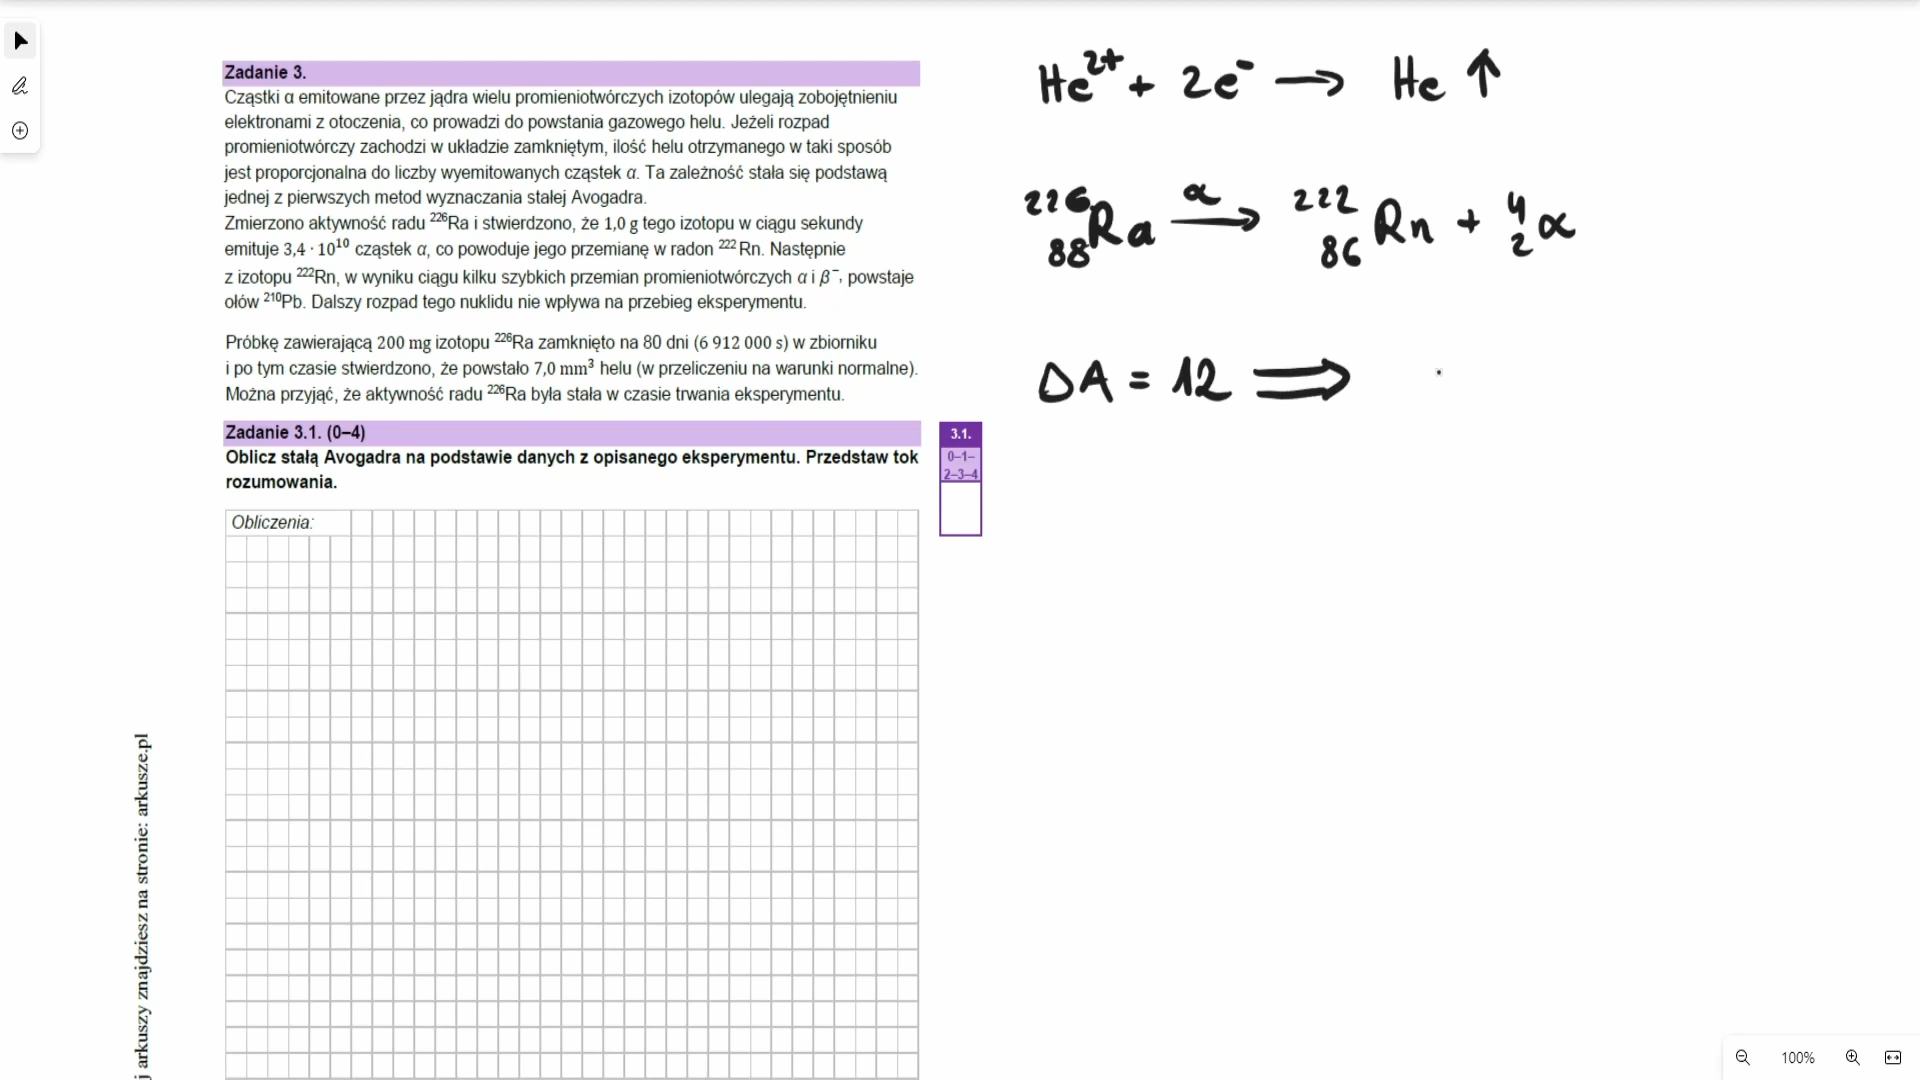 Zadanie 3.
Cząstki α emitowane przez jądra wielu promieniotwórczych izotopów ulegają zobojętnieniu
elektronami z otoczenia, co prowadzi do powstania gazowego helu. Jeżeli rozpad
promieniotwórczy zachodzi w układzie zamkniętym, ilość helu otrzymanego w taki sposób
jest proporcjonalna do liczby wyemitowanych cząstek α. Ta zależność stała się podstawą
jednej z pierwszych metod wyznaczania stałej Avogadra.
Zmierzono aktywność radu ²²⁶Ra i stwierdzono, że 1,0 g tego izotopu w ciągu sekundy
emituje 3,4 · 10¹⁰ cząstek α, co powoduje jego przemianę w radon ²²²Rn. Następnie
z izotopu ²²²Rn, w wyniku ciągu kilku szybkich przemian promieniotwórczych α i β⁻, powstaje
ołów ²¹⁰Pb. Dalszy rozpad tego nuklidu nie wpływa na przebieg eksperymentu.
Próbkę zawierającą 200 mg izotopu ²²⁶Ra zamknięto na 80 dni (6 912 000 s) w zbiorniku
i po tym czasie stwierdzono, że powstało 7,0 mm³ helu (w przeliczeniu na warunki normalne).
Można przyjąć, że aktywność radu ²²⁶Ra była stała w czasie trwania eksperymentu.
Zadanie 3.1. (0–4)
Oblicz stałą Avogadra na podstawie danych z opisanego eksperymentu. Przedstaw tok
rozumowania.
3.1.
0–1–
2–3–4
Obliczenia:
j arkuszy znajdziesz na stronie: arkusze.pl
He²⁺ + 2e⁻ → He ↑
²²⁶₈₈Ra α→ ²²²₈₆Rn + ⁴₂α
ΔA = 12 ⟹
100%